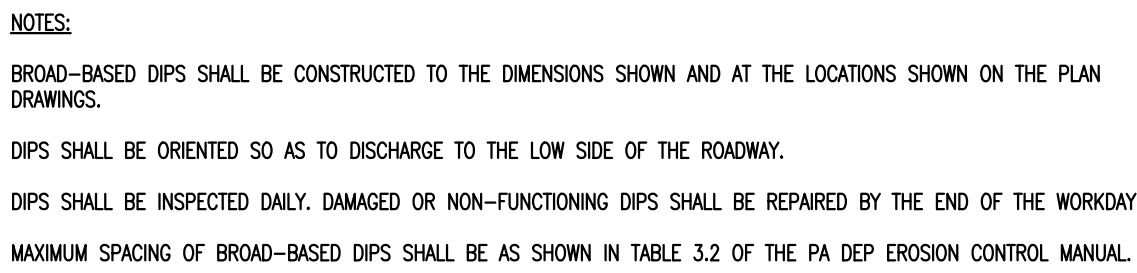 NOTES:
BROAD-BASED DIPS SHALL BE CONSTRUCTED TO THE DIMENSIONS SHOWN AND AT THE LOCATIONS SHOWN ON THE PLAN
DRAWINGS.
DIPS SHALL BE ORIENTED SO AS TO DISCHARGE TO THE LOW SIDE OF THE ROADWAY.
DIPS SHALL BE INSPECTED DAILY. DAMAGED OR NON-FUNCTIONING DIPS SHALL BE REPAIRED BY THE END OF THE WORKDAY
MAXIMUM SPACING OF BROAD-BASED DIPS SHALL BE AS SHOWN IN TABLE 3.2 OF THE PA DEP EROSION CONTROL MANUAL.